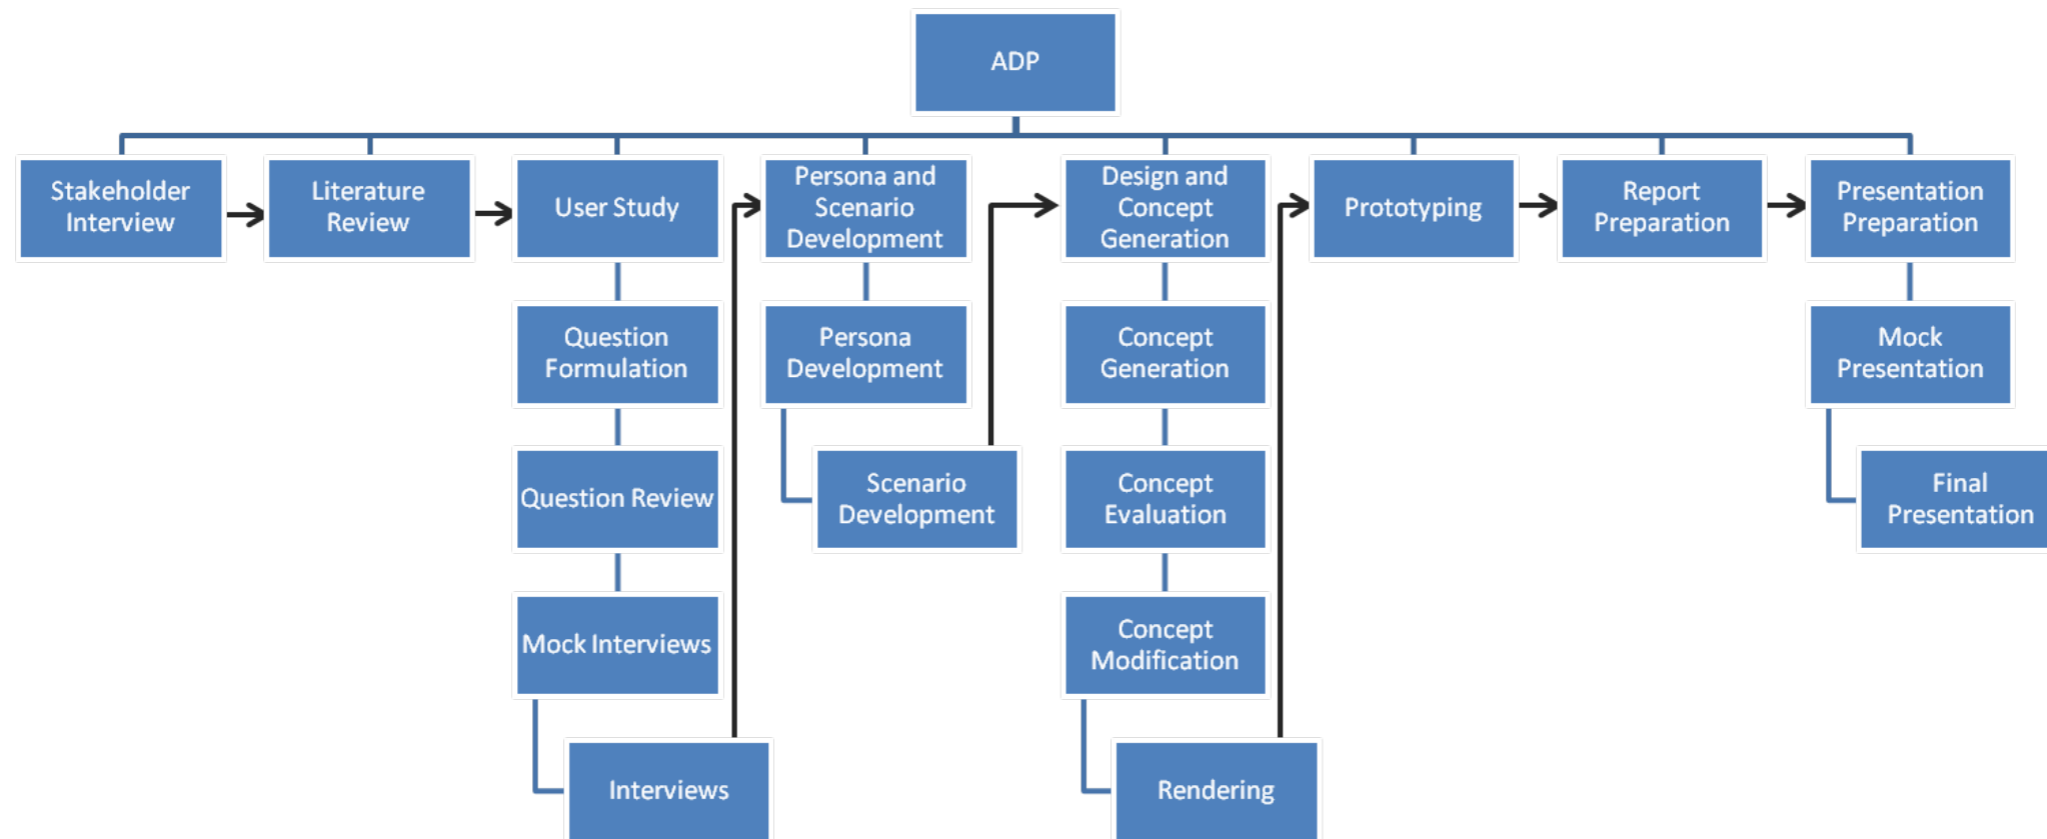 ADP
Stakeholder
Interview
Literature
Review
User Study
Persona and
Scenario
Development
Design and
Concept
Generation
Prototyping
Report
Preparation
Presentation
Preparation
Question
Formulation
Persona
Development
Concept
Generation
Mock
Presentation
Question Review
Scenario
Development
Concept
Evaluation
Final
Presentation
Mock Interviews
Concept
Modification
Interviews
Rendering